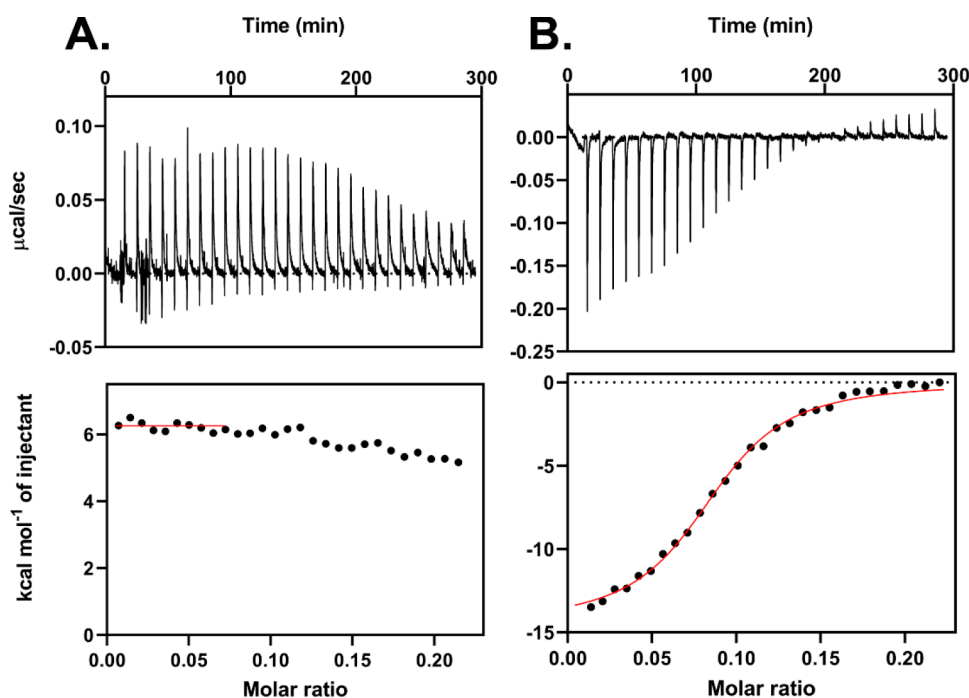 A.
Time (min)
0 100 200 300
μcal/sec
0.10
0.05
0.00
-0.05
kcal mol⁻¹ of injectant
6
4
2
0
0.00 0.05 0.10 0.15 0.20
Molar ratio
B.
Time (min)
0 100 200 300
0.00
-0.05
-0.10
-0.15
-0.20
-0.25
0
-5
-10
-15
0.00 0.05 0.10 0.15 0.20
Molar ratio